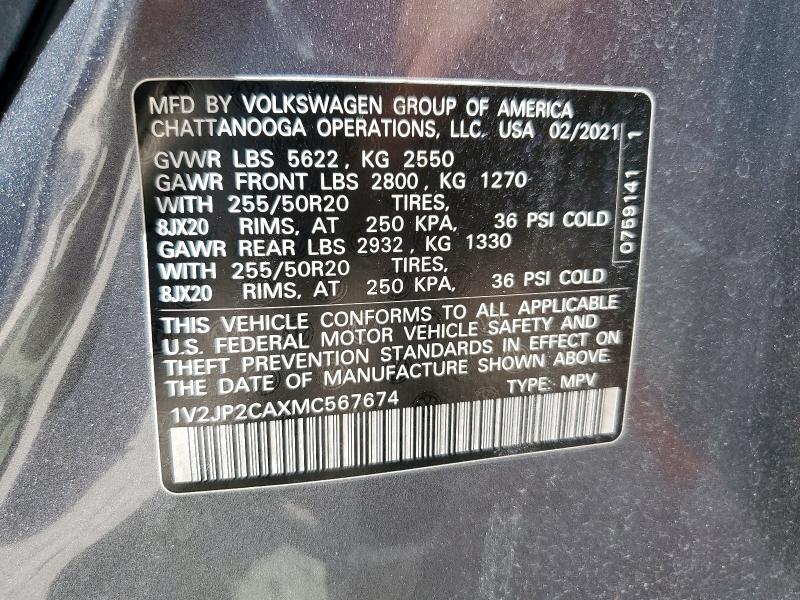 MFD BY VOLKSWAGEN GROUP OF AMERICA
CHATTANOOGA OPERATIONS, LLC. USA 02/2021
GVWR LBS 5622, KG 2550
GAWR FRONT LBS 2800, KG 1270
WITH 255/50R20 TIRES,
8JX20 RIMS, AT 250 KPA, 36 PSI COLD
GAWR REAR LBS 2932, KG 1330
WITH 255/50R20 TIRES,
8JX20 RIMS, AT 250 KPA, 36 PSI COLD
THIS VEHICLE CONFORMS TO ALL APPLICABLE
U.S. FEDERAL MOTOR VEHICLE SAFETY AND
THEFT PREVENTION STANDARDS IN EFFECT ON
THE DATE OF MANUFACTURE SHOWN ABOVE.
TYPE: MPV
1V2JP2CAXMC567674
0759141 1